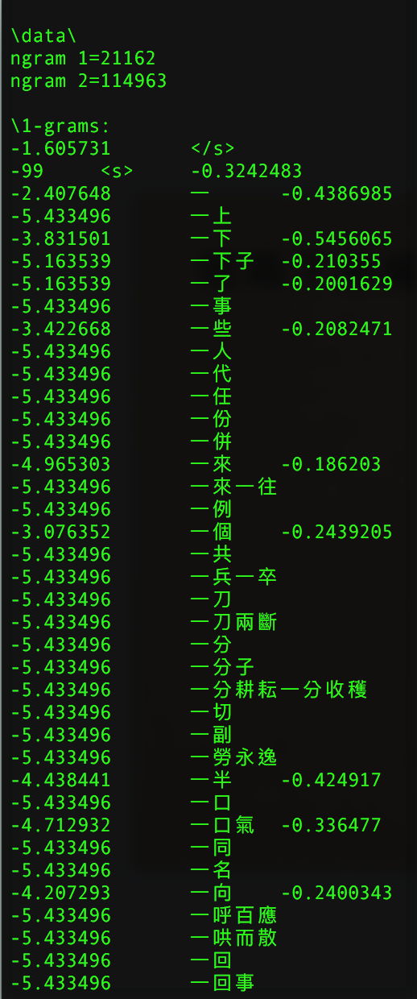 \data\
ngram 1=21162
ngram 2=114963
\1-grams:
-1.605731 </s>
-99 <s> -0.3242483
-2.407648 一 -0.4386985
-5.433496 一上
-3.831501 一下 -0.5456065
-5.163539 一下子 -0.210355
-5.163539 一了 -0.2001629
-5.433496 一事
-3.422668 一些 -0.2082471
-5.433496 一人
-5.433496 一代
-5.433496 一任
-5.433496 一份
-5.433496 一併
-4.965303 一來 -0.186203
-5.433496 一來一往
-5.433496 一例
-3.076352 一個 -0.2439205
-5.433496 一共
-5.433496 一兵一卒
-5.433496 一刀
-5.433496 一刀兩斷
-5.433496 一分
-5.433496 一分子
-5.433496 一分耕耘一分收穫
-5.433496 一切
-5.433496 一副
-5.433496 一勞永逸
-4.438441 一半 -0.424917
-5.433496 一口
-4.712932 一口氣 -0.336477
-5.433496 一同
-5.433496 一名
-4.207293 一向 -0.2400343
-5.433496 一呼百應
-5.433496 一哄而散
-5.433496 一回
-5.433496 一回事